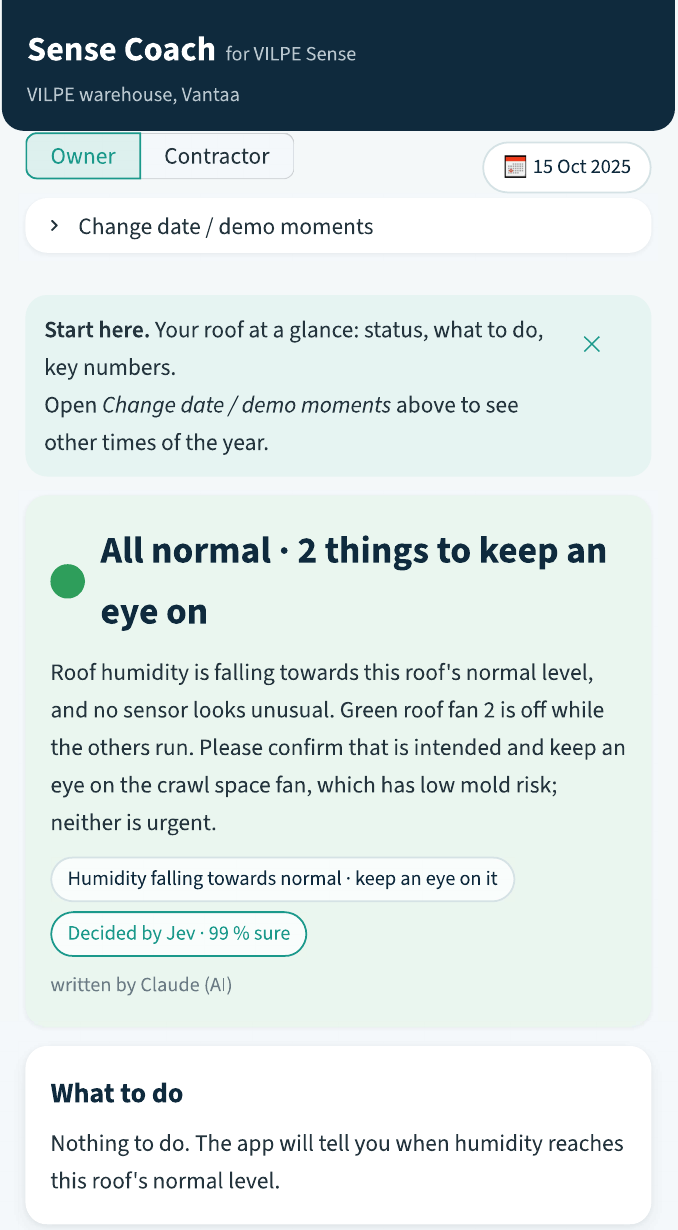 Sense Coach for VILPE Sense
VILPE warehouse, Vantaa
Owner
Contractor
15 Oct 2025
Change date / demo moments
Start here. Your roof at a glance: status, what to do,
key numbers.
Open Change date / demo moments above to see
other times of the year.
All normal · 2 things to keep an
eye on
Roof humidity is falling towards this roof's normal level,
and no sensor looks unusual. Green roof fan 2 is off while
the others run. Please confirm that is intended and keep an
eye on the crawl space fan, which has low mold risk;
neither is urgent.
Humidity falling towards normal · keep an eye on it
Decided by Jev · 99 % sure
written by Claude (AI)
What to do
Nothing to do. The app will tell you when humidity reaches
this roof's normal level.